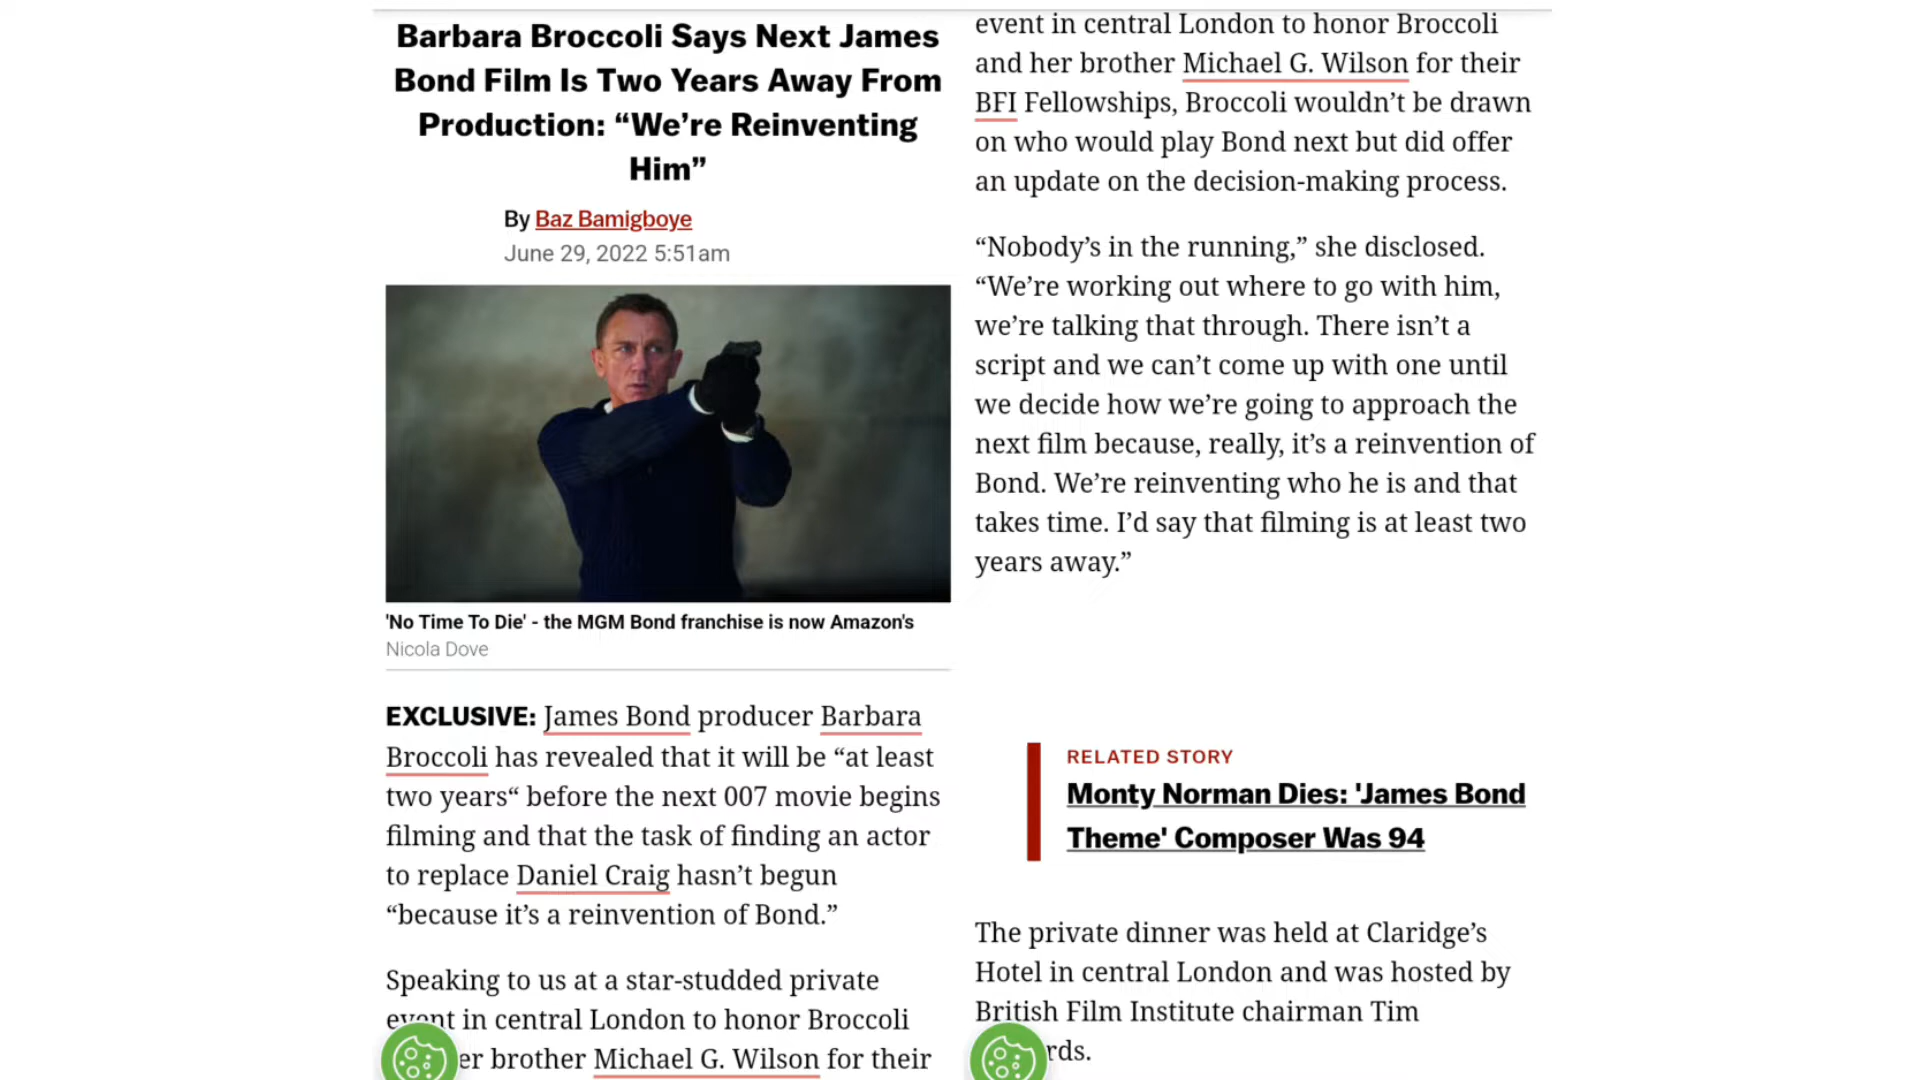 Barbara Broccoli Says Next James
Bond Film Is Two Years Away From
Production: “We’re Reinventing
Him”
By Baz Bamigboye
June 29, 2022 5:51am
'No Time To Die' - the MGM Bond franchise is now Amazon's
Nicola Dove
EXCLUSIVE: James Bond producer Barbara
Broccoli has revealed that it will be “at least
two years“ before the next 007 movie begins
filming and that the task of finding an actor
to replace Daniel Craig hasn’t begun
“because it’s a reinvention of Bond.”
Speaking to us at a star-studded private
event in central London to honor Broccoli
er brother Michael G. Wilson for their
event in central London to honor Broccoli
and her brother Michael G. Wilson for their
BFI Fellowships, Broccoli wouldn’t be drawn
on who would play Bond next but did offer
an update on the decision-making process.
“Nobody’s in the running,” she disclosed.
“We’re working out where to go with him,
we’re talking that through. There isn’t a
script and we can’t come up with one until
we decide how we’re going to approach the
next film because, really, it’s a reinvention of
Bond. We’re reinventing who he is and that
takes time. I’d say that filming is at least two
years away.”
RELATED STORY
Monty Norman Dies: 'James Bond
Theme' Composer Was 94
The private dinner was held at Claridge’s
Hotel in central London and was hosted by
British Film Institute chairman Tim
rds.